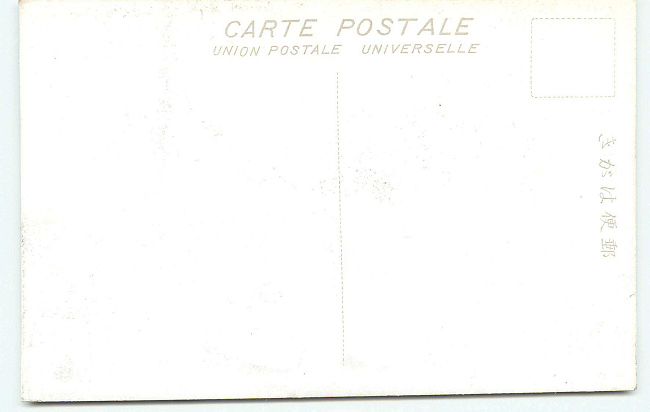 CARTE POSTALE
UNION POSTALE UNIVERSELLE
きがは便郵